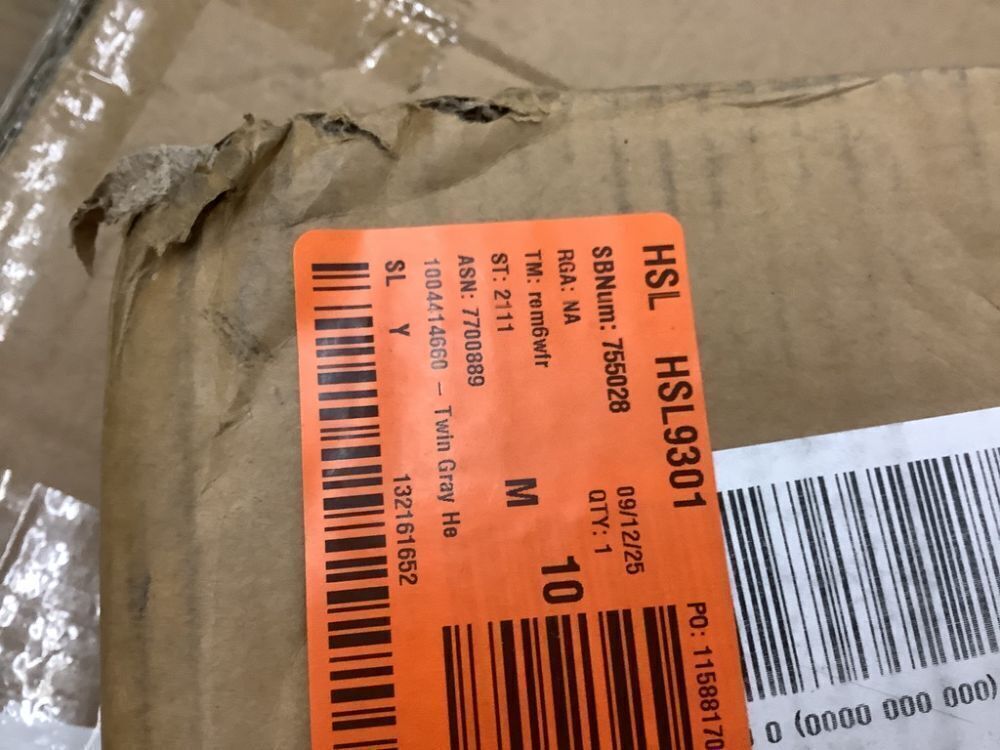 HSL HSL9301
PO: 11588170
SBNum: 755028
09/12/25
RGA: NA
QTY: 1
TM: rem6wfr
10
ST: 2111
M
ASN: 7700889
1004414660 – Twin Gray He
SL Y 132161652
0 (0000 000 000)